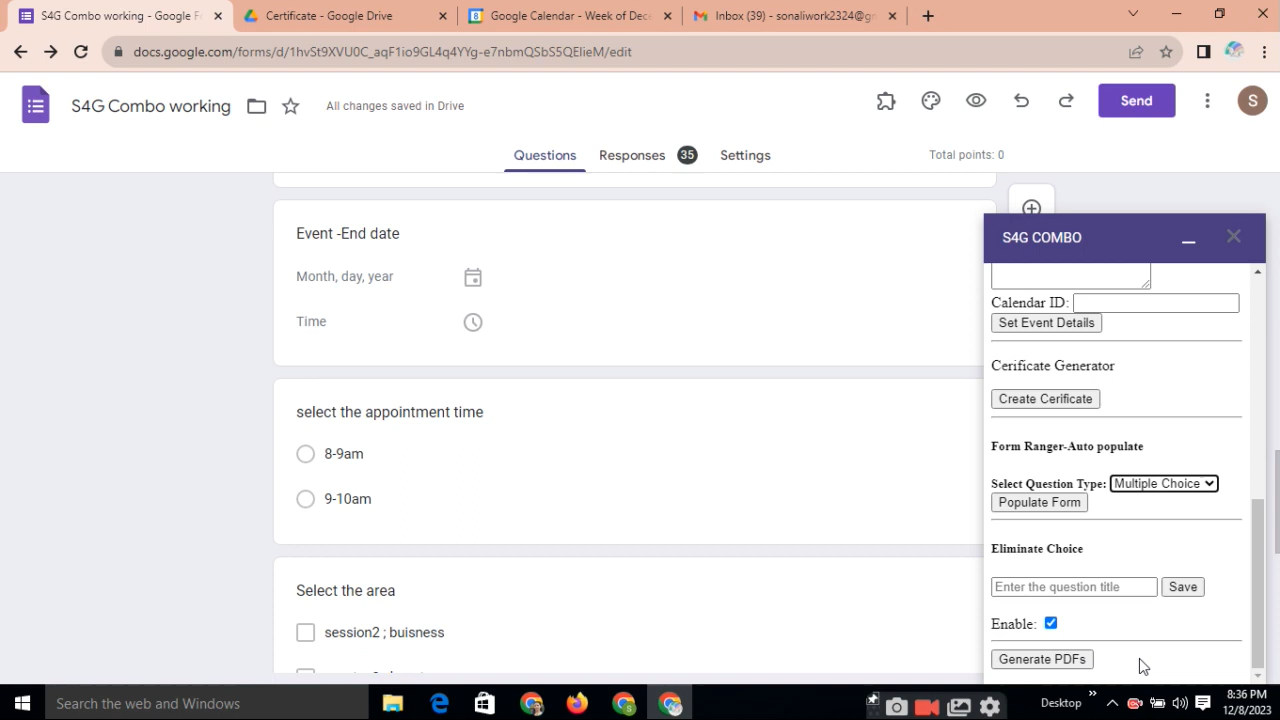 S4G Combo working - Google F
Certificate - Google Drive
Google Calendar - Week of Dece
Inbox (39) - sonaliwork2324@gm
docs.google.com/forms/d/1hvSt9XVU0C_aqF1io9GL4q4YYg-e7nbmQSbS5QElieM/edit
S4G Combo working
All changes saved in Drive
Send
S
Questions
Responses 35
Settings
Total points: 0
Event -End date
Month, day, year
Time
select the appointment time
8-9am
9-10am
Select the area
session2 ; buisness
S4G COMBO
Calendar ID:
Set Event Details
Cerificate Generator
Create Cerificate
Form Ranger-Auto populate
Select Question Type: Multiple Choice
Populate Form
Eliminate Choice
Enter the question title Save
Enable:
Generate PDFs
Search the web and Windows
Desktop
8:36 PM
12/8/2023